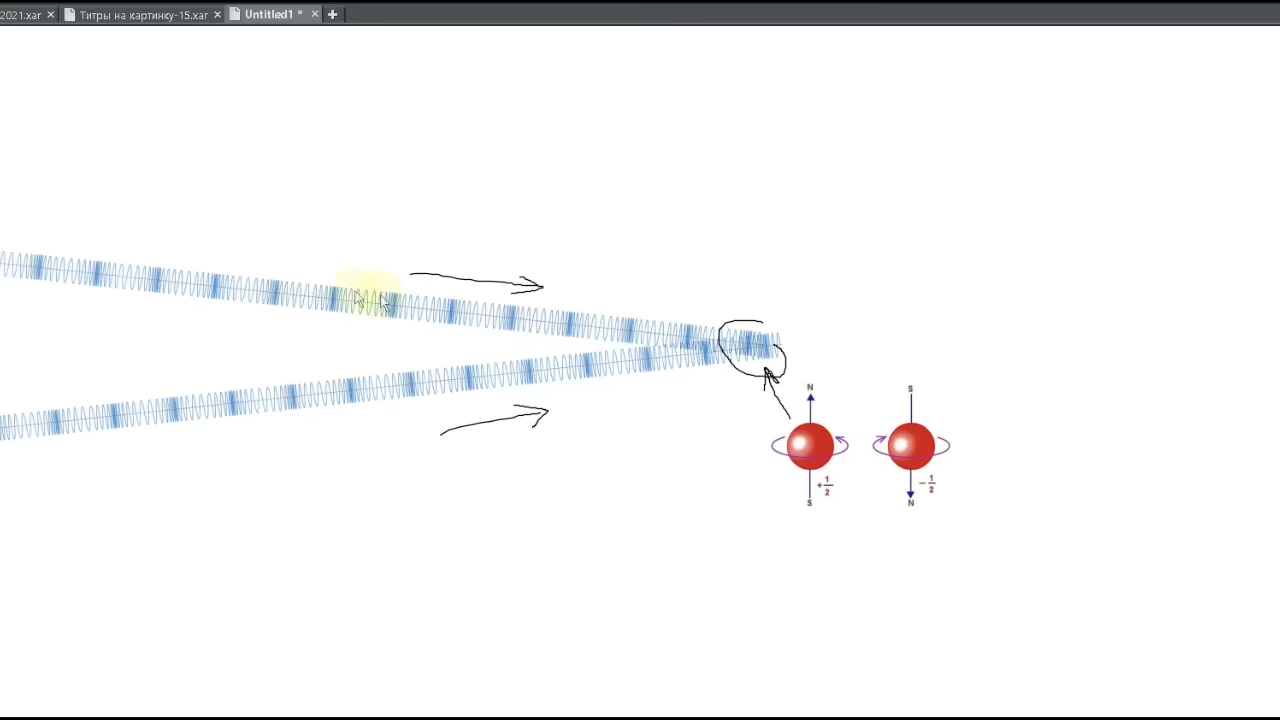 2021.xar
Титры на картинку-15.xar
Untitled1 *
N
S
+1/2
-1/2
S
N